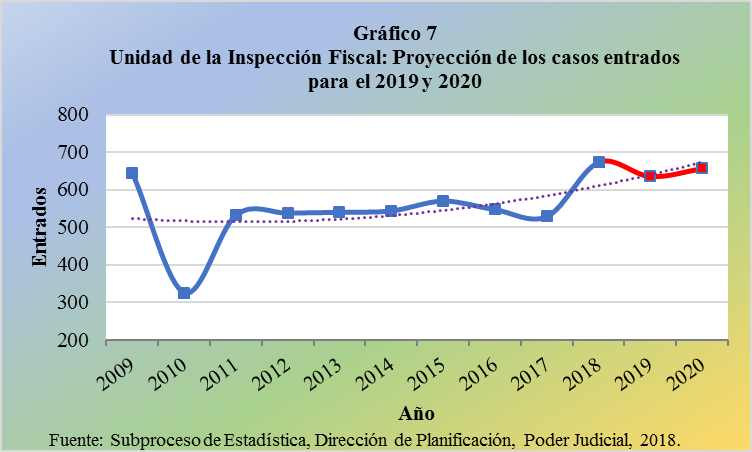 Gráfico 7
Unidad de la Inspección Fiscal: Proyección de los casos entrados
para el 2019 y 2020
800
700
600
500
400
300
200
Entrados
2009 2010 2011 2012 2013 2014 2015 2016 2017 2018 2019 2020
Año
Fuente: Subproceso de Estadística, Dirección de Planificación, Poder Judicial, 2018.